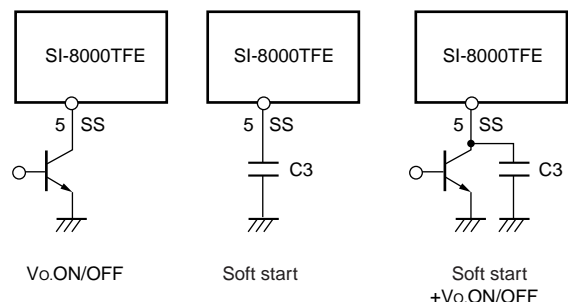 SI-8000TFE SI-8000TFE SI-8000TFE
5 SS 5 SS 5 SS
C3 C3
Vo.ON/OFF Soft start Soft start
+Vo.ON/OFF